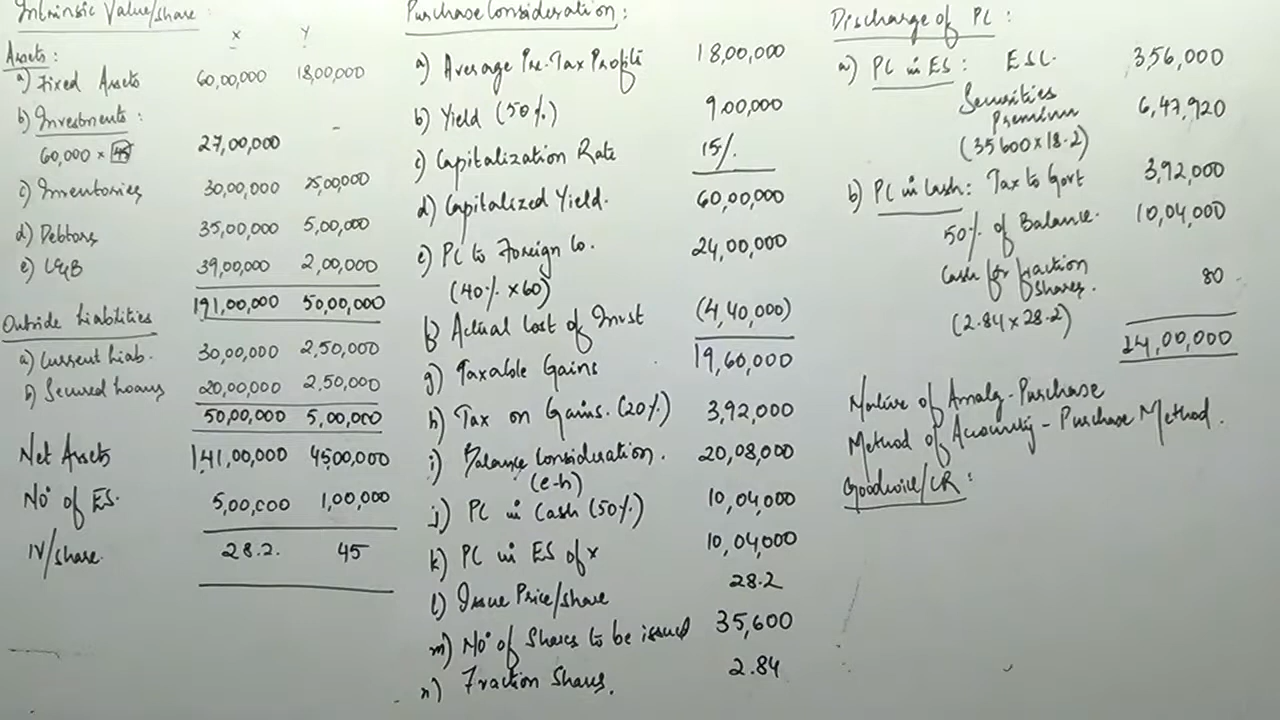 Intrinsic Value/share :
X Y
Assets :
a) Fixed Assets 60,00,000 18,00,000
b) Investments :
60,000 × 45 27,00,000 -
c) Inventories 30,00,000 25,00,000
d) Debtors 35,00,000 5,00,000
e) C&B 39,00,000 2,00,000
191,00,000 50,00,000
Outside Liabilities
a) Current Liab. 30,00,000 2,50,000
b) Secured Loans 20,00,000 2,50,000
50,00,000 5,00,000
Net Assets 1,41,00,000 4500,000
No of ES. 5,00,000 1,00,000
IV/share. 28.2. 45
Purchase Consideration :
a) Average Pre-Tax Profits 18,00,000
b) Yield (50%) 9,00,000
c) Capitalization Rate 15%
d) Capitalized Yield. 60,00,000
e) PC to Foreign Co. 24,00,000
(40% × 60)
f) Actual Cost of Invst (4,40,000)
g) Taxable Gains 19,60,000
h) Tax on Gains. (20%) 3,92,000
i) Balance Consideration. 20,08,000
(e-h)
j) PC in Cash (50%) 10,04,000
k) PC in ES of x 10,04,000
l) Issue Price/share 28.2
m) No of Shares to be issued 35,600
n) Fraction Shares. 2.84
Discharge of PC :
a) PC in ES : ESC. 3,56,000
Securities Premium 6,47,920
(35600 × 18.2)
b) PC in Cash : Tax to Govt 3,92,000
50% of Balance. 10,04,000
Cash for fraction shares. 80
(2.84 × 28.2)
24,00,000
Nature of Amalg - Purchase
Method of Accounting - Purchase Method.
Goodwill/CR :